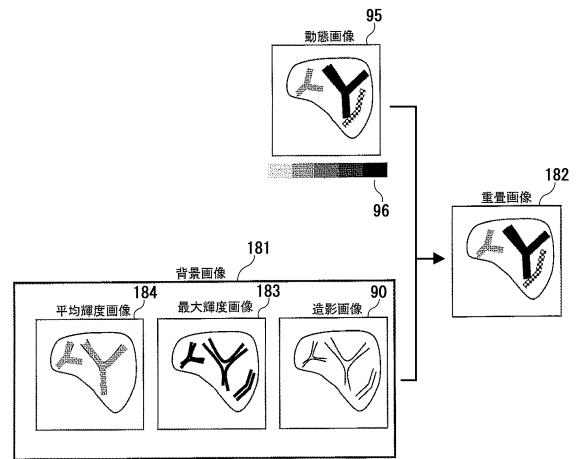 95
動態画像
96
182
重畳画像
181
背景画像
184
平均輝度画像
183
最大輝度画像
90
造影画像